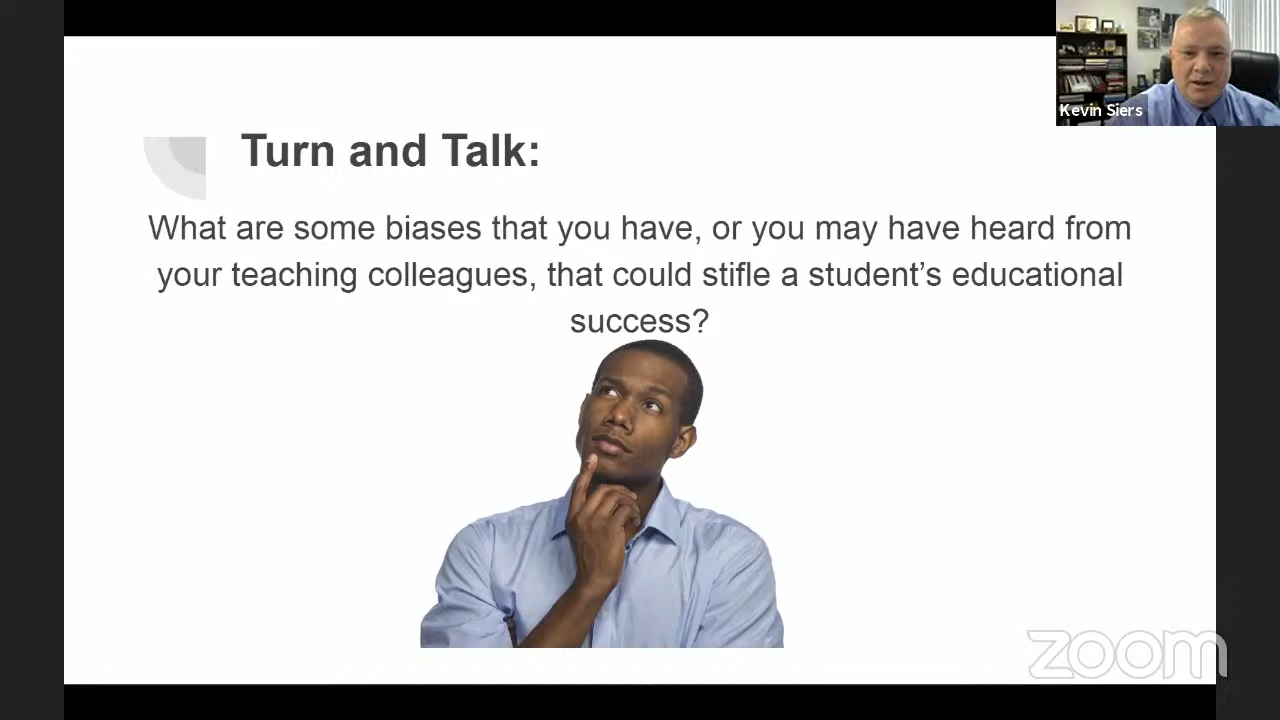 Kevin Siers
Turn and Talk:
What are some biases that you have, or you may have heard from
your teaching colleagues, that could stifle a student’s educational
success?
zoom